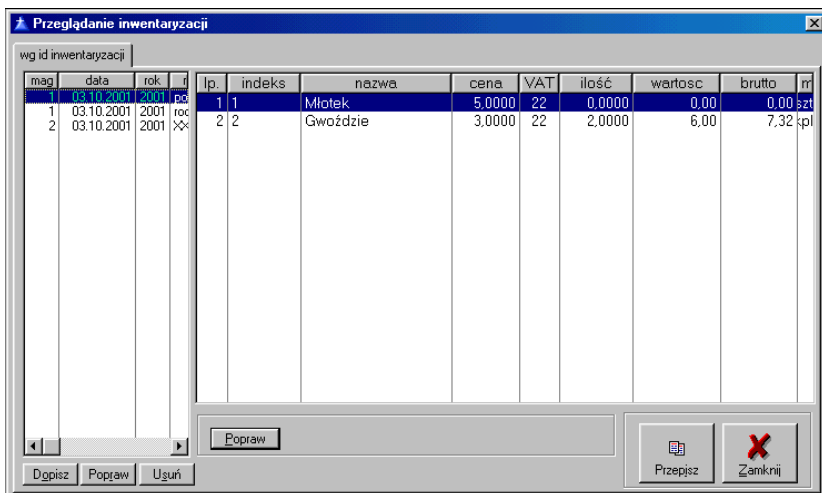 Przeglądanie inwentaryzacji
wg id inwentaryzacji
mag data rok
1 03.10.2001 2001
1 03.10.2001 2001
2 03.10.2001 2001
lp. indeks nazwa cena VAT ilość wartosc brutto
1 1 Młotek 5,0000 22 0,0000 0,00 0,00 szt
2 2 Gwoździe 3,0000 22 2,0000 6,00 7,32 kpl
Popraw
Dopisz Popraw Usuń
Przepisz Zamknij